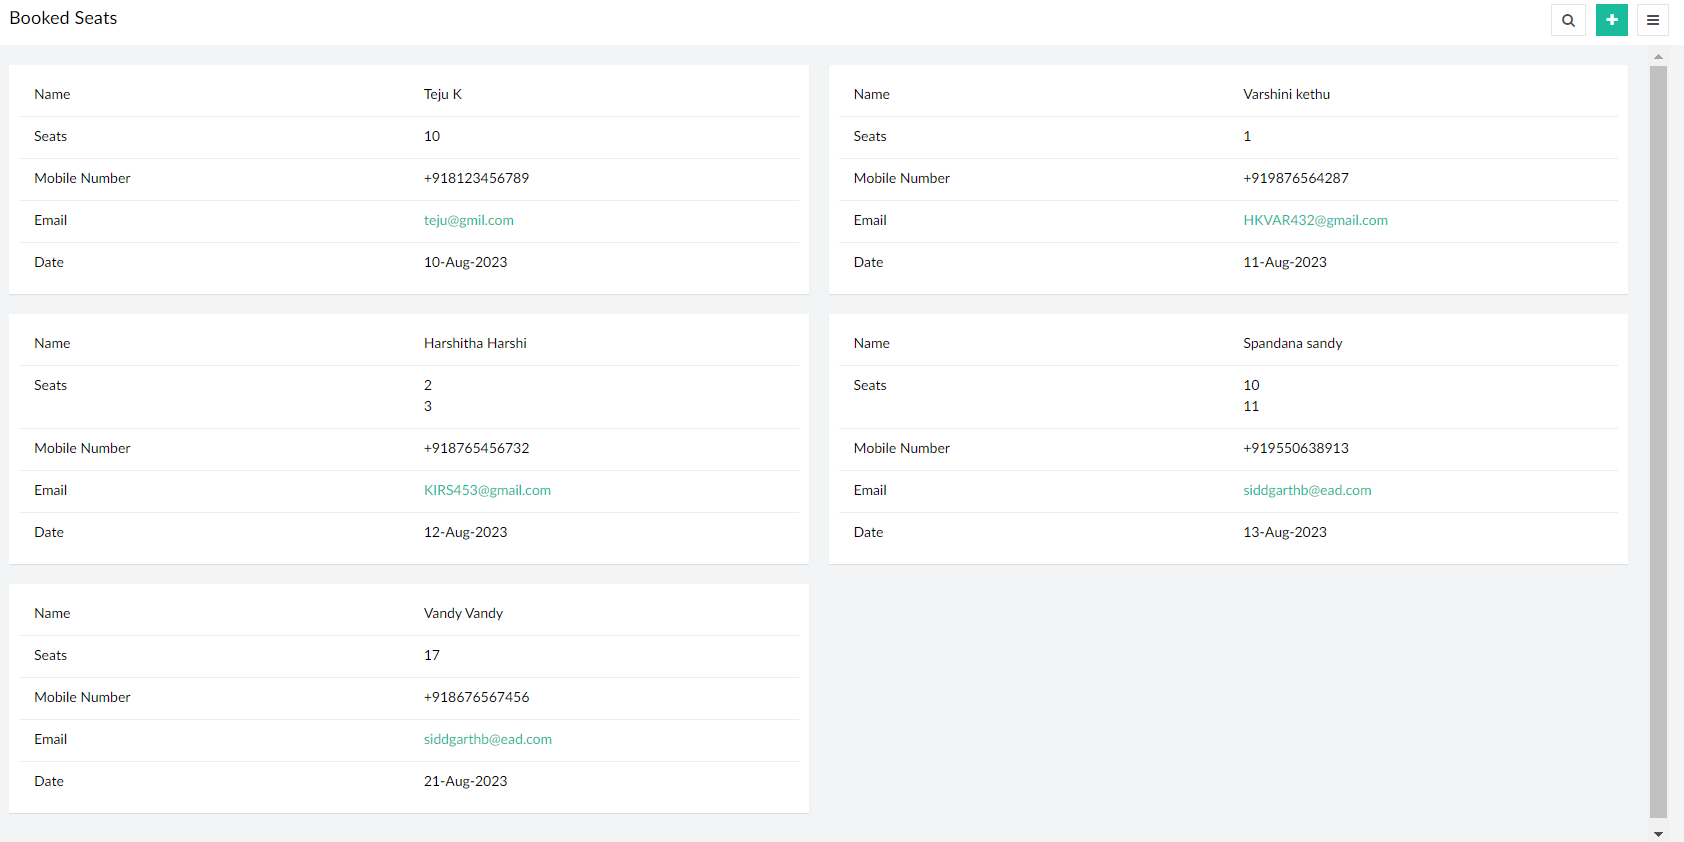 Booked Seats
Name Teju K
Seats 10
Mobile Number +918123456789
Email teju@gmil.com
Date 10-Aug-2023
Name Varshini kethu
Seats 1
Mobile Number +919876564287
Email HKVAR432@gmail.com
Date 11-Aug-2023
Name Harshitha Harshi
Seats 2
3
Mobile Number +918765456732
Email KIRS453@gmail.com
Date 12-Aug-2023
Name Spandana sandy
Seats 10
11
Mobile Number +919550638913
Email siddgarthb@ead.com
Date 13-Aug-2023
Name Vandy Vandy
Seats 17
Mobile Number +918676567456
Email siddgarthb@ead.com
Date 21-Aug-2023